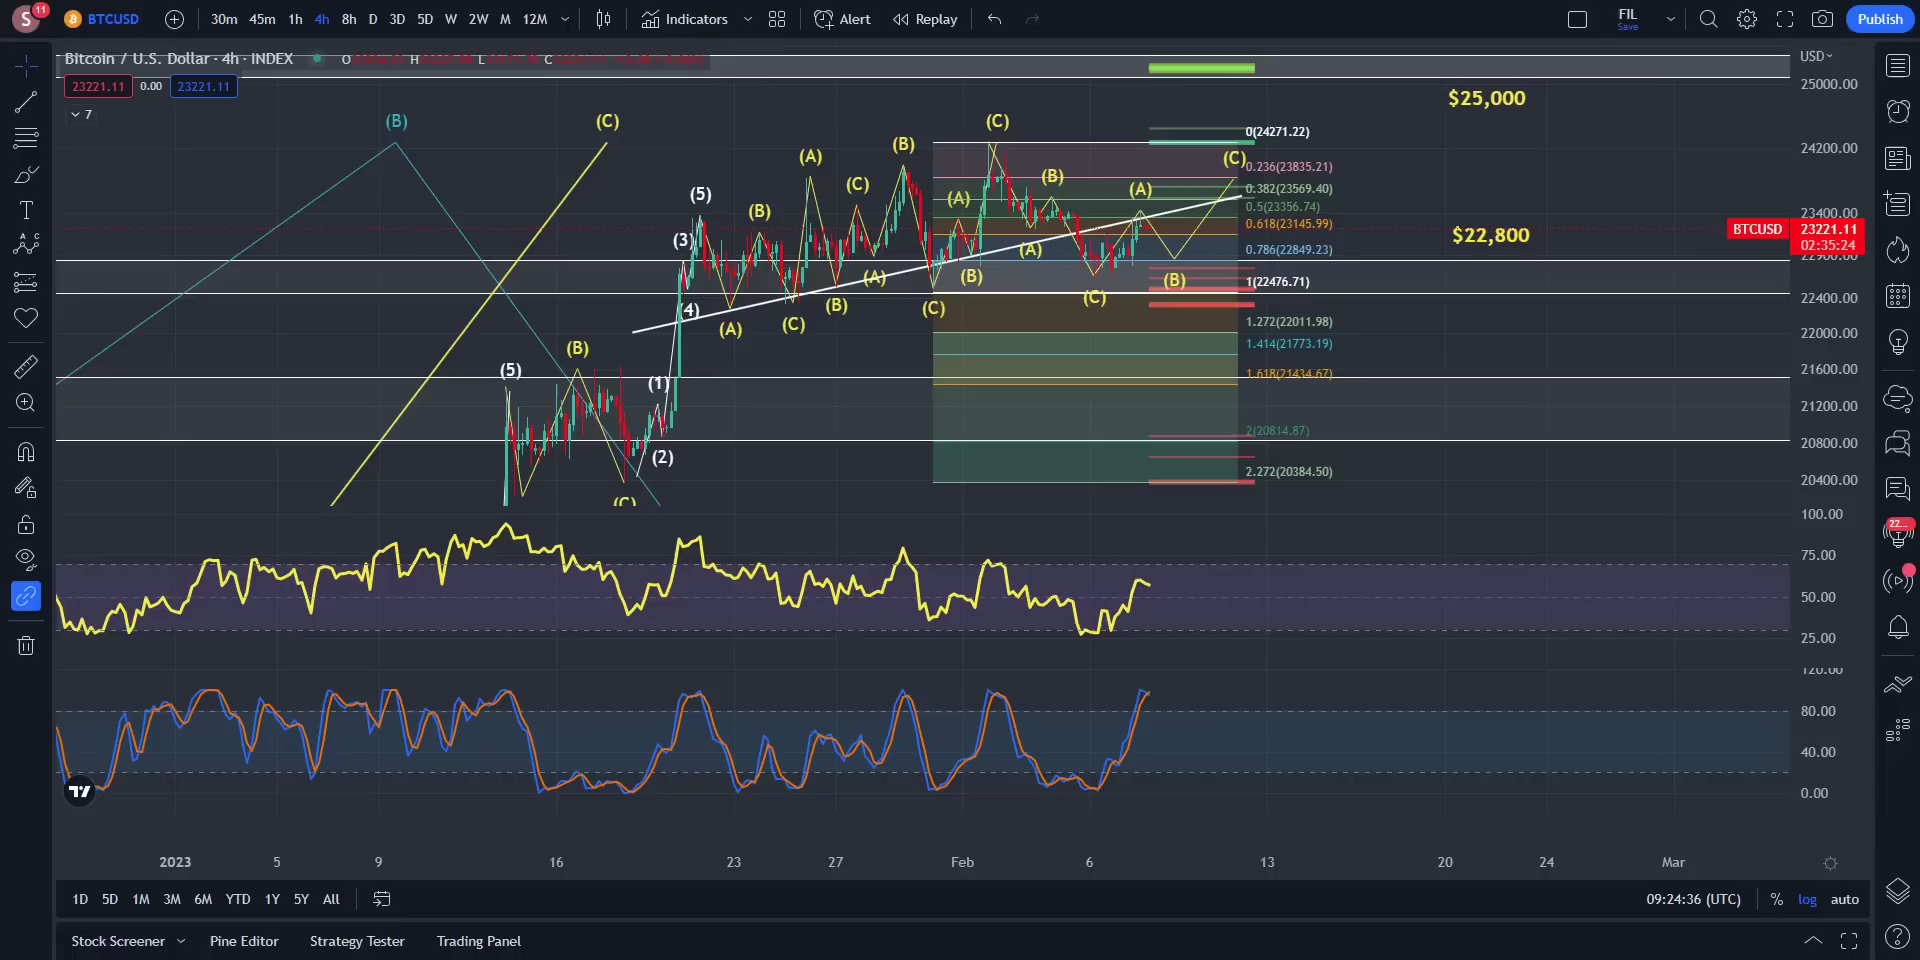 S 11 BTCUSD 30m 45m 1h 4h 8h D 3D 5D W 2W M 12M Indicators Alert Replay FIL Save Publish
Bitcoin / U.S. Dollar · 4h · INDEX O H L C
23221.11 0.00 23221.11
7
USD
25000.00
24200.00
23400.00
BTCUSD 23221.11
02:35:24
22400.00
22000.00
21600.00
21200.00
20800.00
20400.00
$25,000
$22,800
(B)
(C)
(5)
(B)
(C)
(1)
(2)
(3)
(4)
(5)
(A)
(B)
(C)
(A)
(B)
(C)
(A)
(B)
(C)
(A)
(B)
(C)
(A)
(B)
(C)
(A)
(B)
(C)
0(24271.22)
0.236(23835.21)
0.382(23569.40)
0.5(23356.74)
0.618(23145.99)
0.786(22849.23)
1(22476.71)
1.272(22011.98)
1.414(21773.19)
1.618(21434.67)
2(20814.87)
2.272(20384.50)
100.00
75.00
50.00
25.00
120.00
80.00
40.00
0.00
22...
2023 5 9 16 23 27 Feb 6 13 20 24 Mar
1D 5D 1M 3M 6M YTD 1Y 5Y All 09:24:36 (UTC) % log auto
Stock Screener Pine Editor Strategy Tester Trading Panel